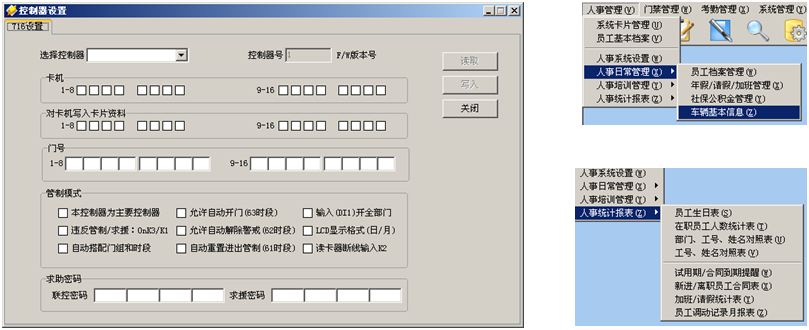 控制器设置
716设置
选择控制器
控制器号 1 F/W版本号
读取
写入
关闭
卡机
1-8
9-16
对卡机写入卡片资料
1-8
9-16
门号
1-8
9-16
管制模式
本控制器为主要控制器
允许自动开门(63时段)
输入(DI1)开全部门
违反管制/求援:OnK3/K1
允许自动解除警戒(62时段)
LCD显示格式(日/月)
自动搭配门组和时段
自动重置进出管制(61时段)
读卡器断线输入K2
求助密码
联控密码
求援密码
人事管理(V) 门禁管理(W) 考勤管理(X) 系统管理(Y)
系统卡片管理(U)
员工基本档案(V)
人事系统设置(W)
人事日常管理(X)
人事培训管理(Y)
人事统计报表(Z)
员工档案管理(W)
年假/请假/加班管理(X)
社保公积金管理(Y)
车辆基本信息(Z)
人事系统设置(W)
人事日常管理(X)
人事培训管理(Y)
人事统计报表(Z)
员工生日表(S)
在职员工人数统计表(T)
部门、工号、姓名对照表(U)
工号、姓名对照表(V)
试用期/合同到期提醒(W)
新进/离职员工合同表(X)
加班/请假统计表(Y)
员工调动记录月报表(Z)